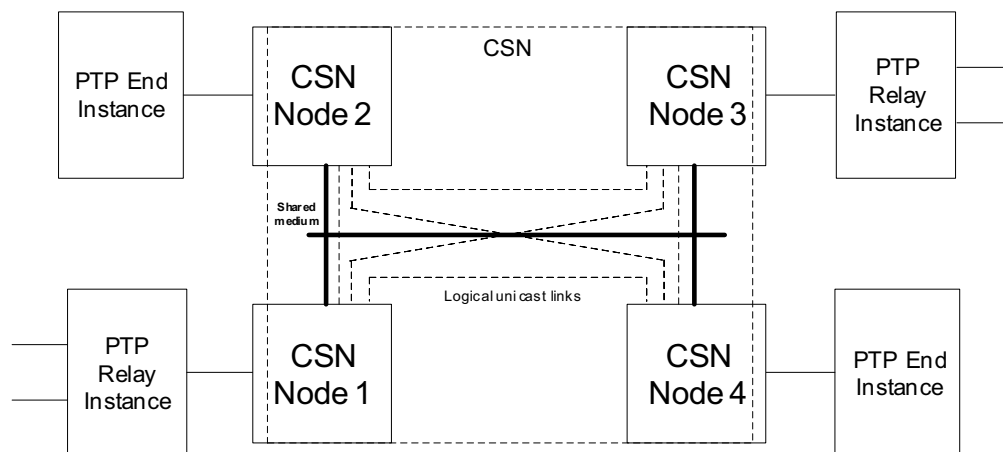 CSN
PTP End
Instance
CSN
Node 2
CSN
Node 3
PTP
Relay
Instance
Shared
medium
Logical unicast links
PTP
Relay
Instance
CSN
Node 1
CSN
Node 4
PTP End
Instance